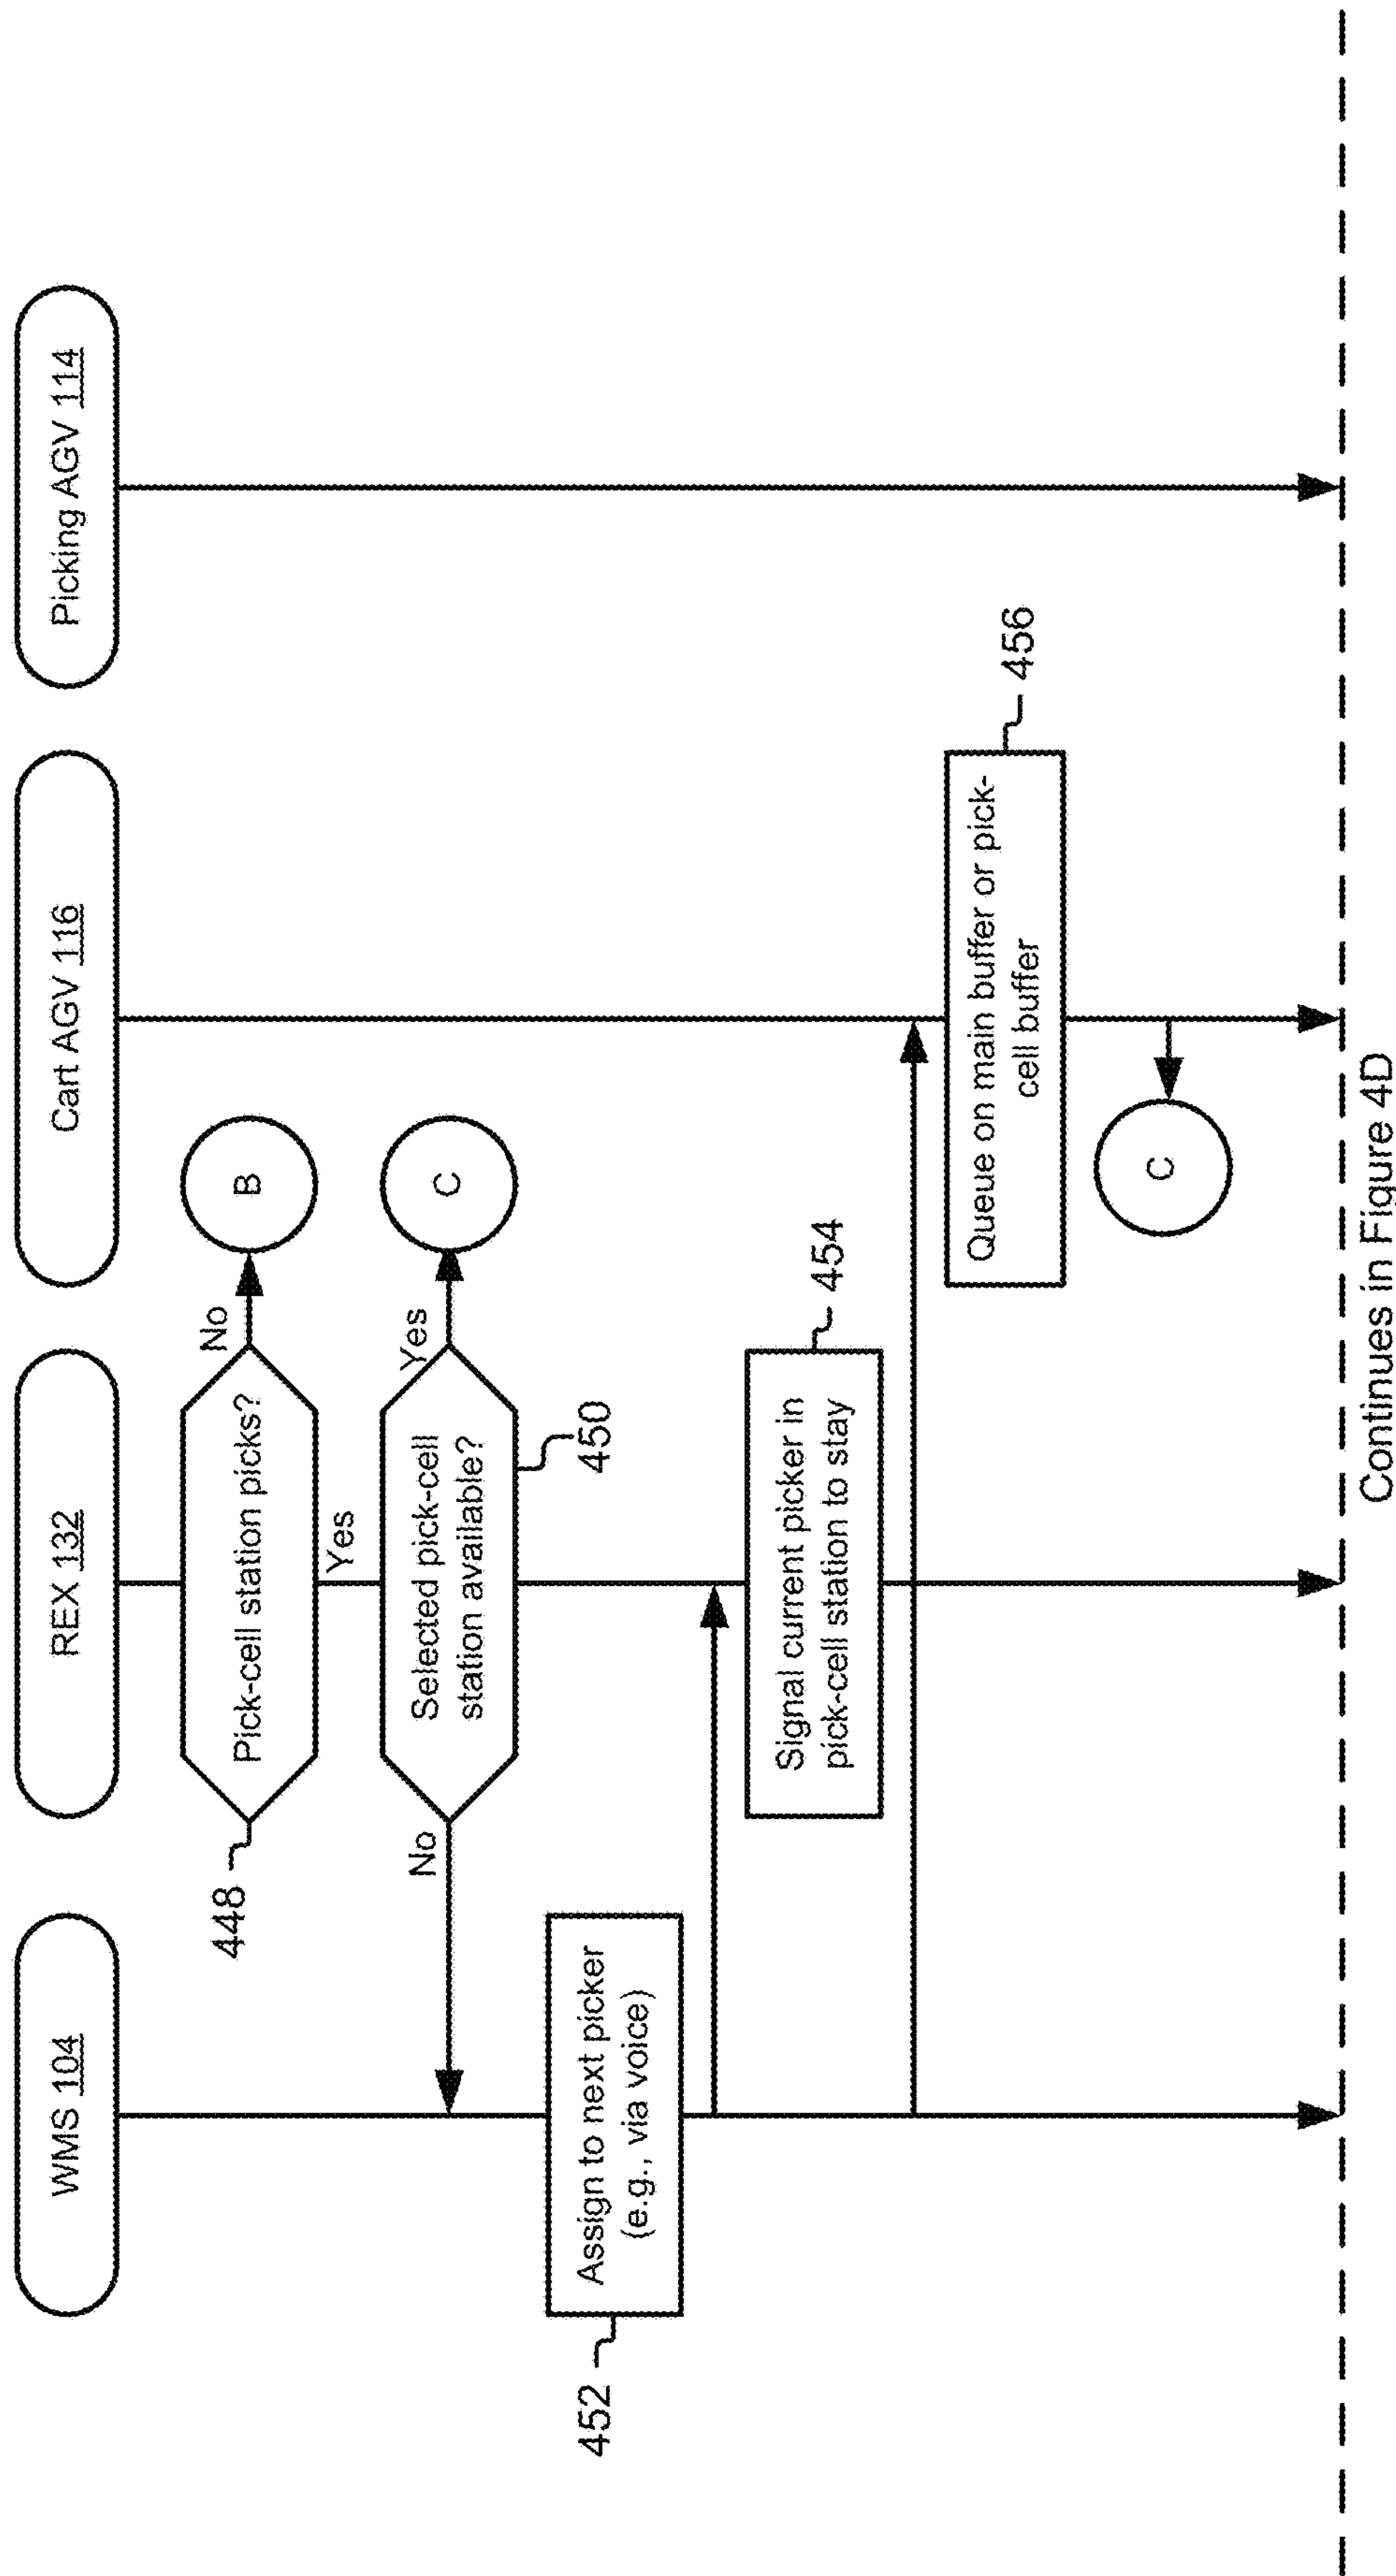 WMS 104
REX 132
Cart AGV 116
Picking AGV 114
448
Pick-cell station picks?
No
B
Yes
Selected pick-cell
station available?
No
Yes
C
450
452
Assign to next picker
(e.g., via voice)
Signal current picker in
pick-cell station to stay
454
Queue on main buffer or pick-
cell buffer
456
C
Continues in Figure 4D